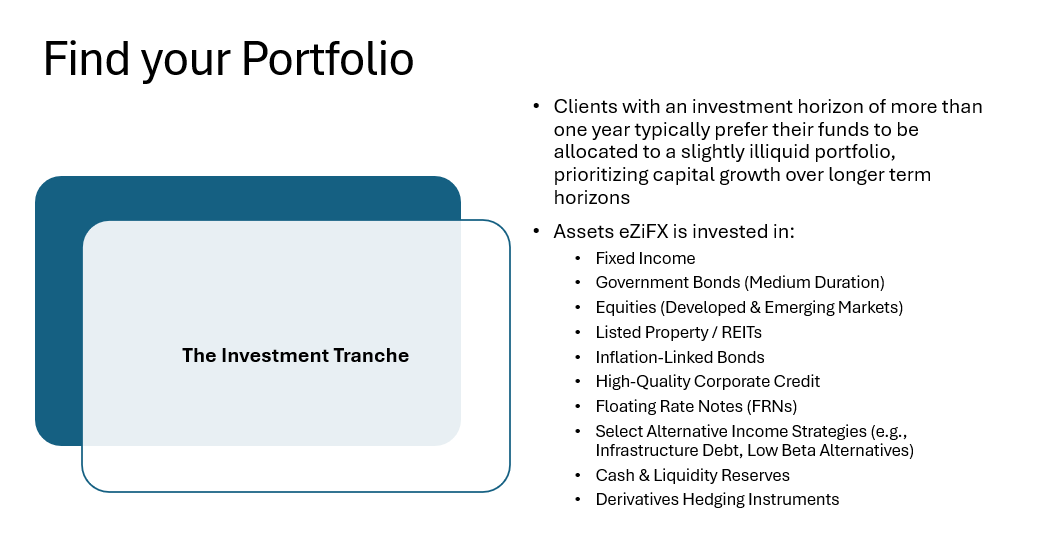 Find your Portfolio
• Clients with an investment horizon of more than
one year typically prefer their funds to be
allocated to a slightly illiquid portfolio,
prioritizing capital growth over longer term
horizons
• Assets eZiFX is invested in:
• Fixed Income
• Government Bonds (Medium Duration)
• Equities (Developed & Emerging Markets)
• Listed Property / REITs
• Inflation-Linked Bonds
• High-Quality Corporate Credit
• Floating Rate Notes (FRNs)
• Select Alternative Income Strategies (e.g.,
Infrastructure Debt, Low Beta Alternatives)
• Cash & Liquidity Reserves
• Derivatives Hedging Instruments
The Investment Tranche